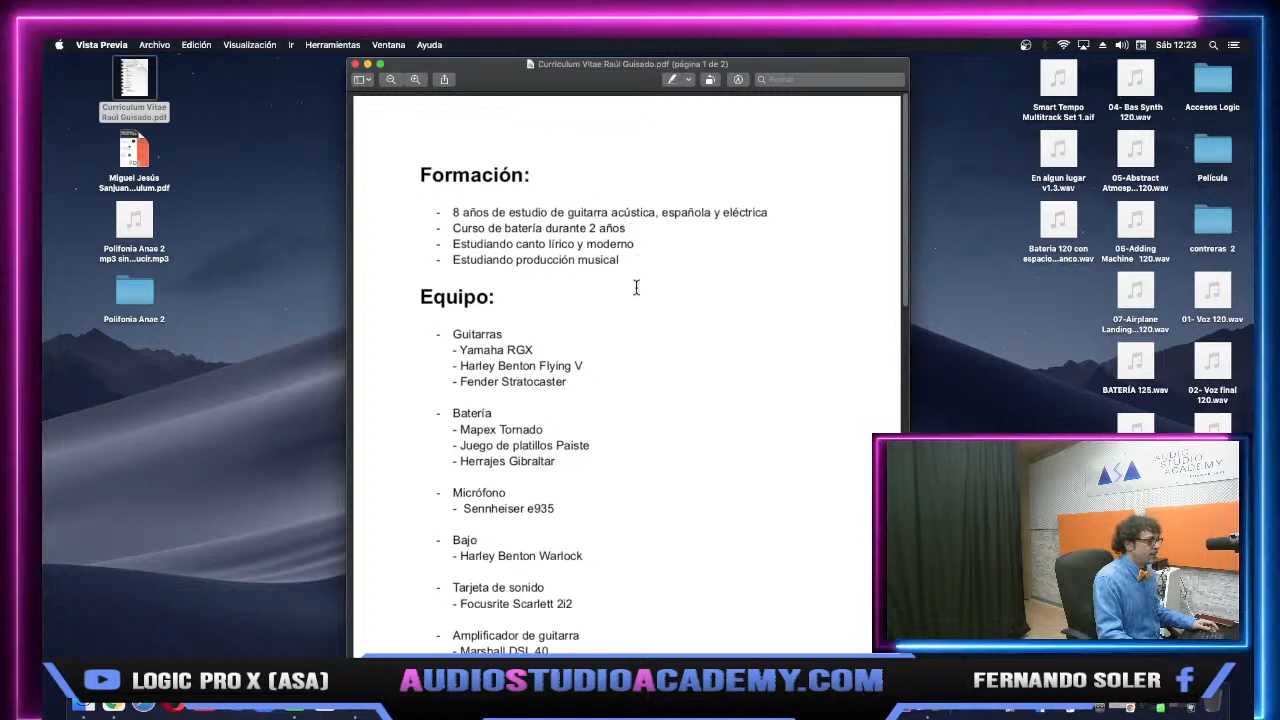 Vista Previa Archivo Edición Visualización Ir Herramientas Ventana Ayuda
Sáb 12:23
Curriculum Vitae Raúl Guisado.pdf (página 1 de 2)
Buscar
Curriculum Vitae
Raúl Guisado.pdf
Miguel Jesús
Sanjuan...ulum.pdf
Polifonía Anae 2
mp3 sin...ucir.mp3
Polifonia Anae 2
Formación:
- 8 años de estudio de guitarra acústica, española y eléctrica
- Curso de batería durante 2 años
- Estudiando canto lírico y moderno
- Estudiando producción musical
Equipo:
- Guitarras
- Yamaha RGX
- Harley Benton Flying V
- Fender Stratocaster
- Batería
- Mapex Tornado
- Juego de platillos Paiste
- Herrajes Gibraltar
- Micrófono
- Sennheiser e935
- Bajo
- Harley Benton Warlock
- Tarjeta de sonido
- Focusrite Scarlett 2i2
- Amplificador de guitarra
- Marshall DSL 40
Smart Tempo
Multitrack Set 1.aif
04- Bas Synth
120.wav
Accesos Logic
En algun lugar
v1.3.wav
05-Abstract
Atmosp...120.wav
Película
Bateria 120 con
espacio...anco.wav
06-Adding
Machine 120.wav
contreras 2
07-Airplane
Landing...120.wav
01- Voz 120.wav
BATERÍA 125.wav
02- Voz final
120.wav
AUDIO
STUDIO
ACADEMY
LOGIC PRO X (ASA)
AUDIOSTUDIOACADEMY.COM
FERNANDO SOLER